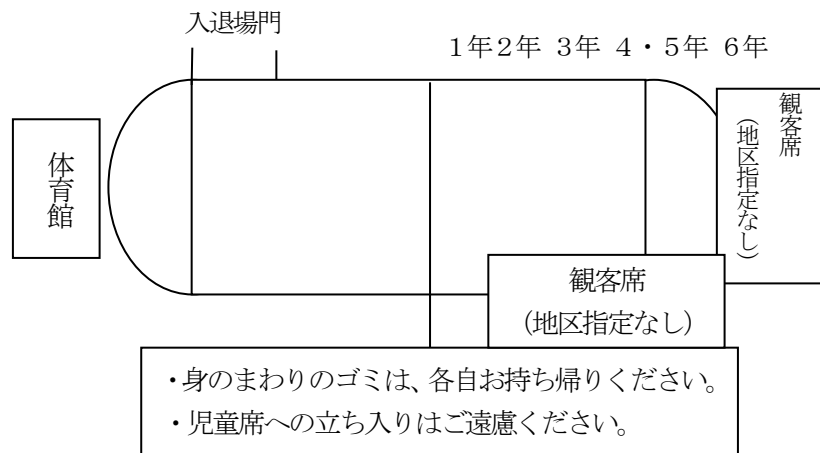 入退場門
１年２年 ３年 ４・５年 ６年
観客席
（地区指定なし）
体育館
観客席
（地区指定なし）
・身のまわりのゴミは、各自お持ち帰りください。
・児童席への立ち入りはご遠慮ください。